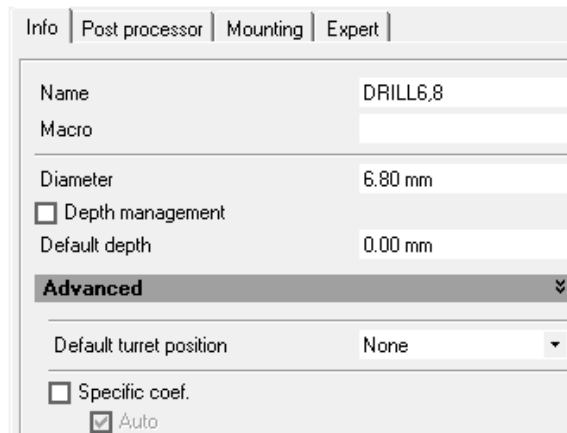 Info Post processor Mounting Expert
Name DRILL6,8
Macro
Diameter 6.80 mm
Depth management
Default depth 0.00 mm
Advanced
Default turret position None
Specific coef.
Auto